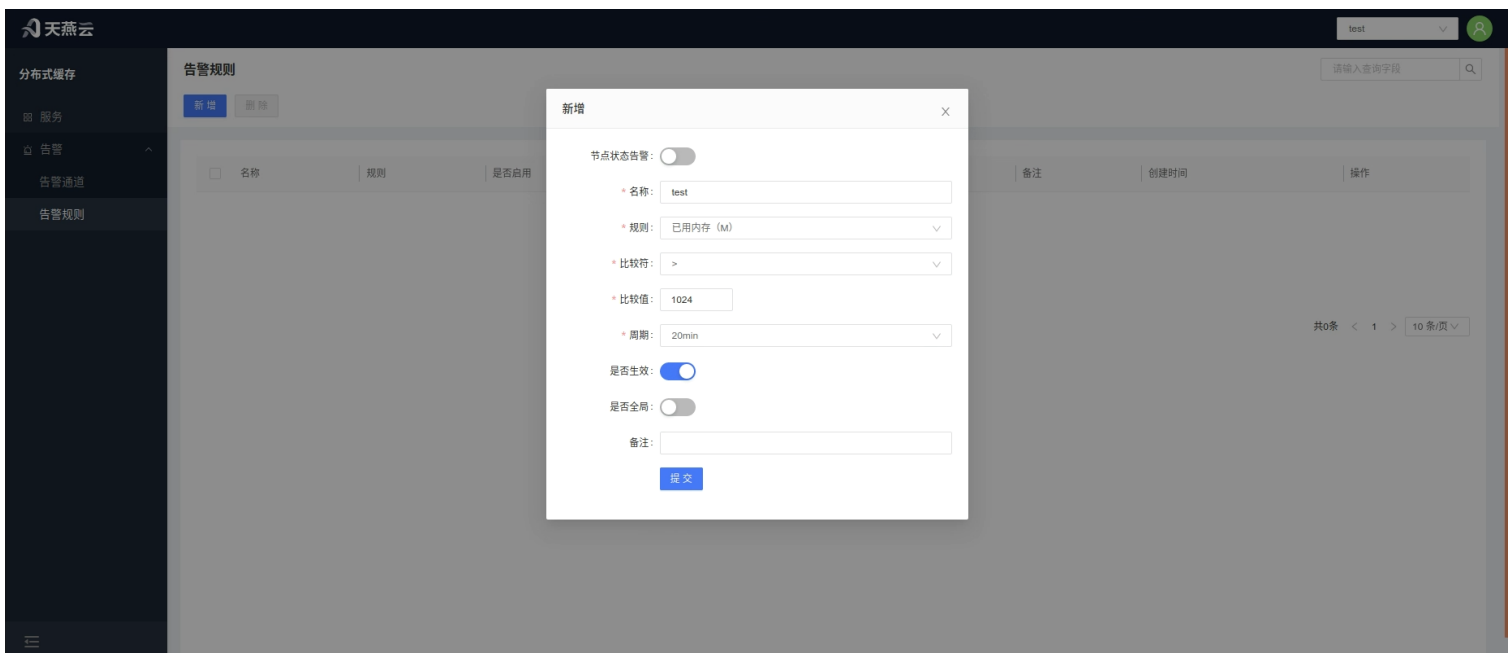 天燕云
test
分布式缓存
服务
告警
告警通道
告警规则
告警规则
请输入查询字段
新增 删除
名称 规则 是否启用 备注 创建时间 操作
共0条 < 1 > 10 条/页
新增
节点状态告警:
* 名称: test
* 规则: 已用内存（M）
* 比较符: >
* 比较值: 1024
* 周期: 20min
是否生效:
是否全局:
备注:
提交